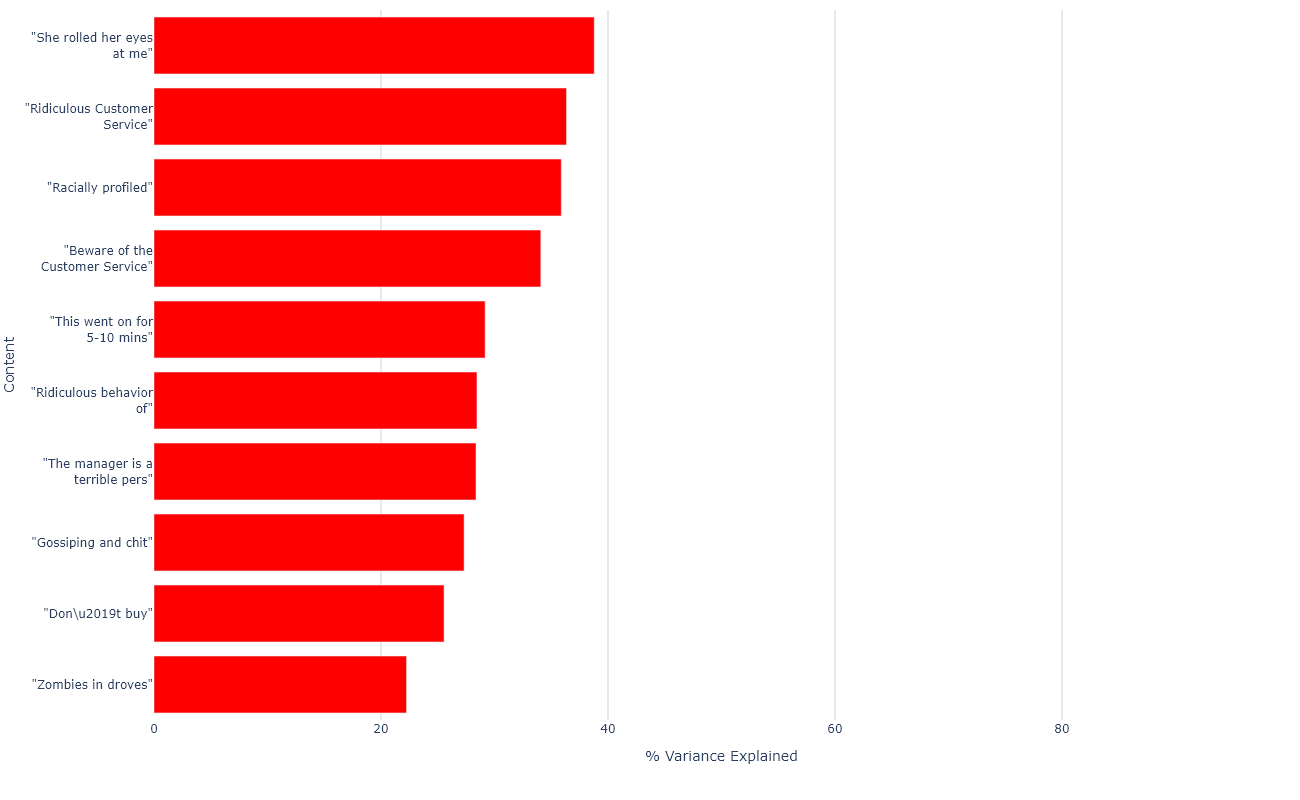 "She rolled her eyes
at me"
"Ridiculous Customer
Service"
"Racially profiled"
"Beware of the
Customer Service"
"This went on for
5-10 mins"
"Ridiculous behavior
of"
"The manager is a
terrible pers"
"Gossiping and chit"
"Don\u2019t buy"
"Zombies in droves"
Content
0 20 40 60 80
% Variance Explained